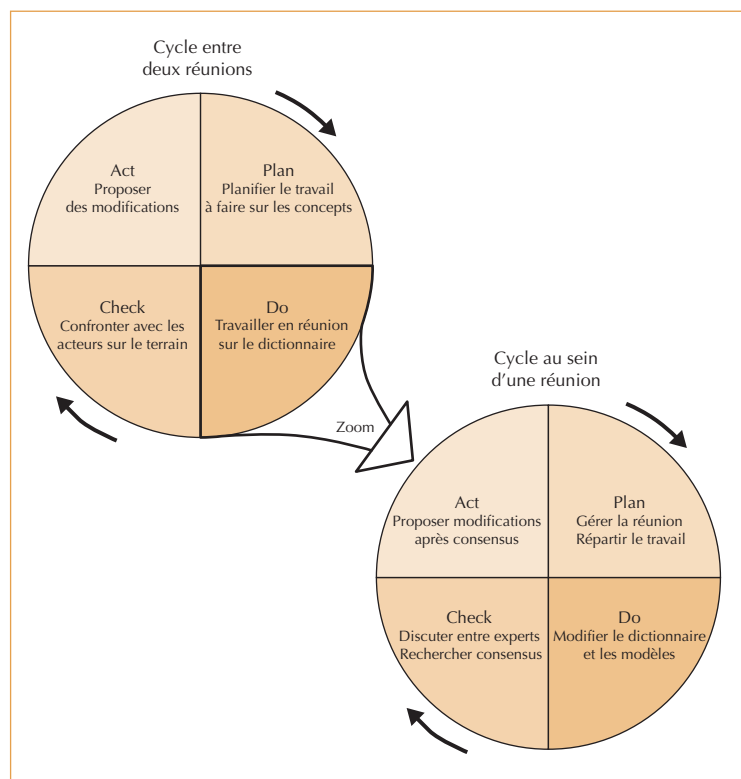 Cycle entre
deux réunions
Act
Proposer
des modifications
Plan
Planifier le travail
à faire sur les concepts
Check
Confronter avec les
acteurs sur le terrain
Do
Travailler en réunion
sur le dictionnaire
Zoom
Cycle au sein
d’une réunion
Act
Proposer modifications
après consensus
Plan
Gérer la réunion
Répartir le travail
Check
Discuter entre experts
Rechercher consensus
Do
Modifier le dictionnaire
et les modèles